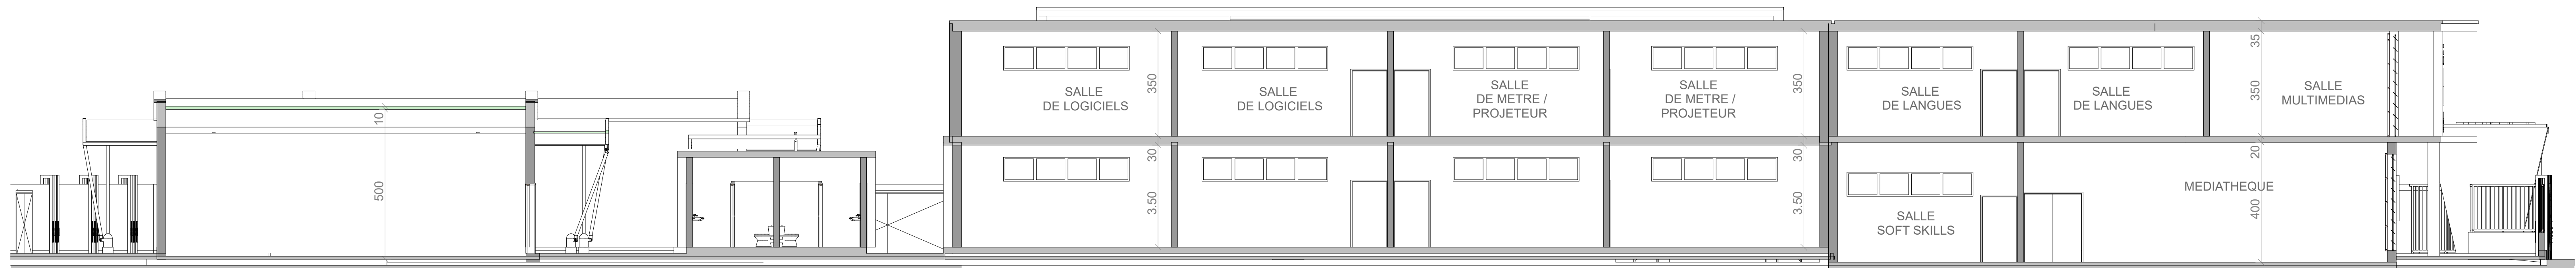 10
500
SALLE
DE LOGICIELS
350
SALLE
DE LOGICIELS
SALLE
DE METRE /
PROJETEUR
SALLE
DE METRE /
PROJETEUR
350
SALLE
DE LANGUES
SALLE
DE LANGUES
35
350
SALLE
MULTIMEDIAS
30
3.50
30
3.50
SALLE
SOFT SKILLS
20
400
MEDIATHEQUE